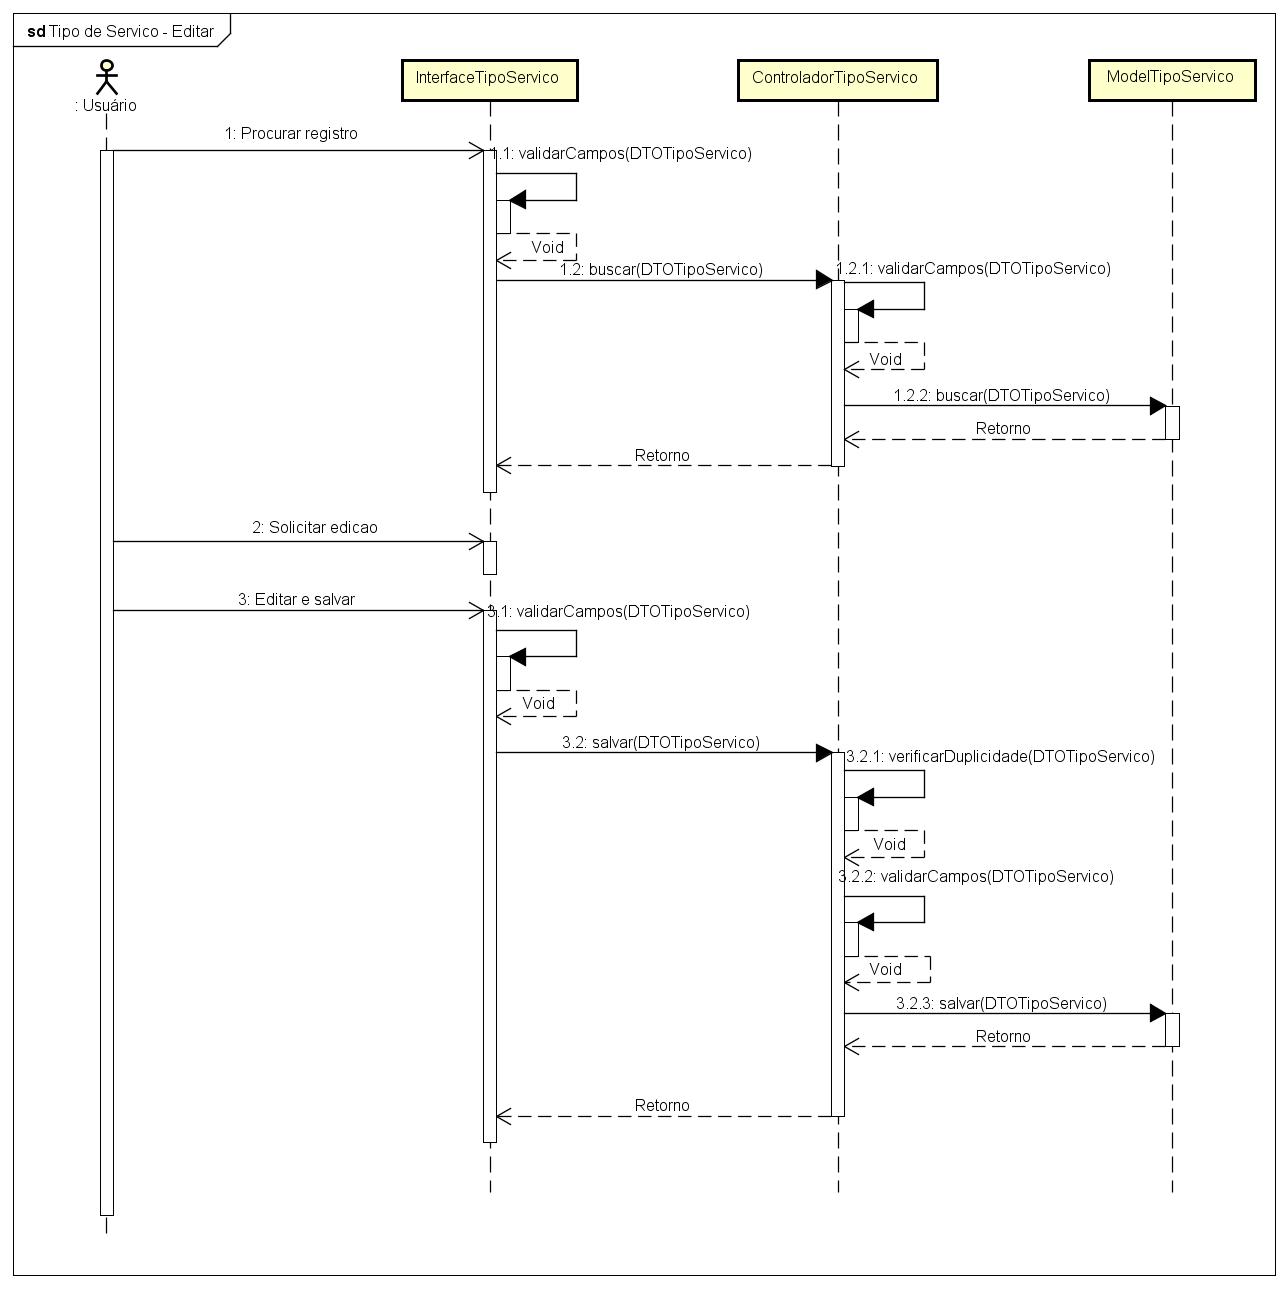 sd Tipo de Servico - Editar
: Usuário
InterfaceTipoServico
ControladorTipoServico
ModelTipoServico
1: Procurar registro
1.1: validarCampos(DTOTipoServico)
Void
1.2: buscar(DTOTipoServico)
1.2.1: validarCampos(DTOTipoServico)
Void
1.2.2: buscar(DTOTipoServico)
Retorno
Retorno
2: Solicitar edicao
3: Editar e salvar
3.1: validarCampos(DTOTipoServico)
Void
3.2: salvar(DTOTipoServico)
3.2.1: verificarDuplicidade(DTOTipoServico)
Void
3.2.2: validarCampos(DTOTipoServico)
Void
3.2.3: salvar(DTOTipoServico)
Retorno
Retorno